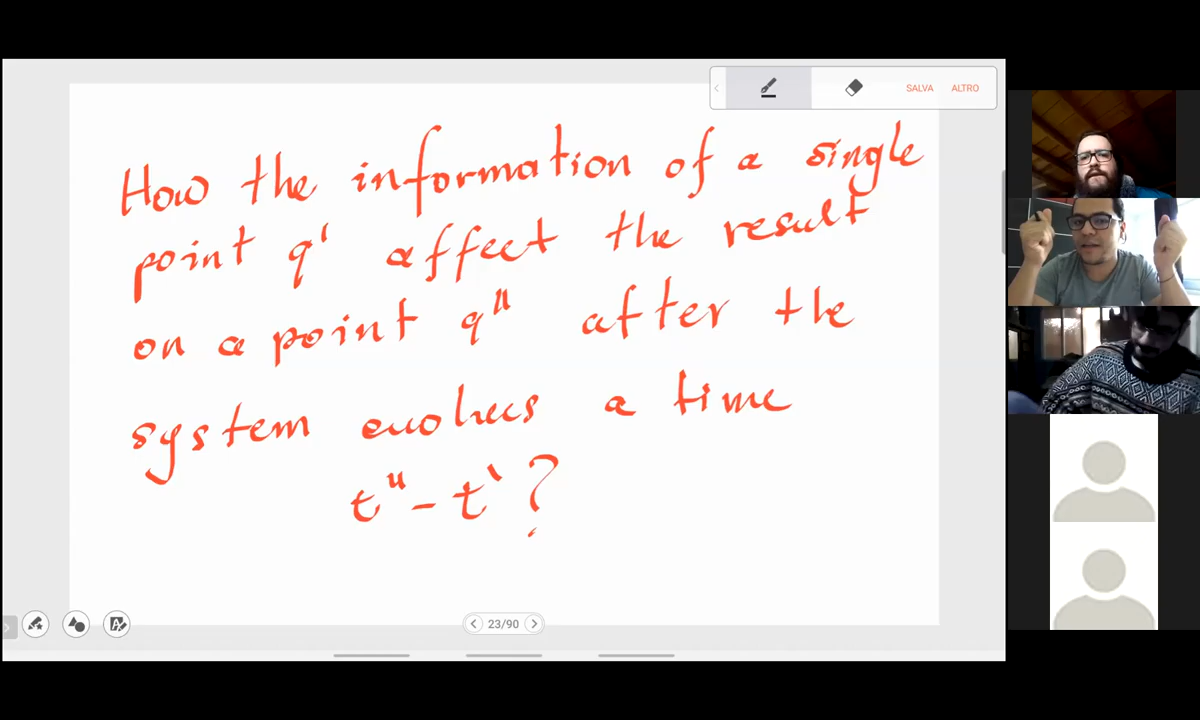 SALVA ALTRO
How the information of a single
point q' affect the result
on a point q" after the
system evolves a time
t" - t' ?
23/90